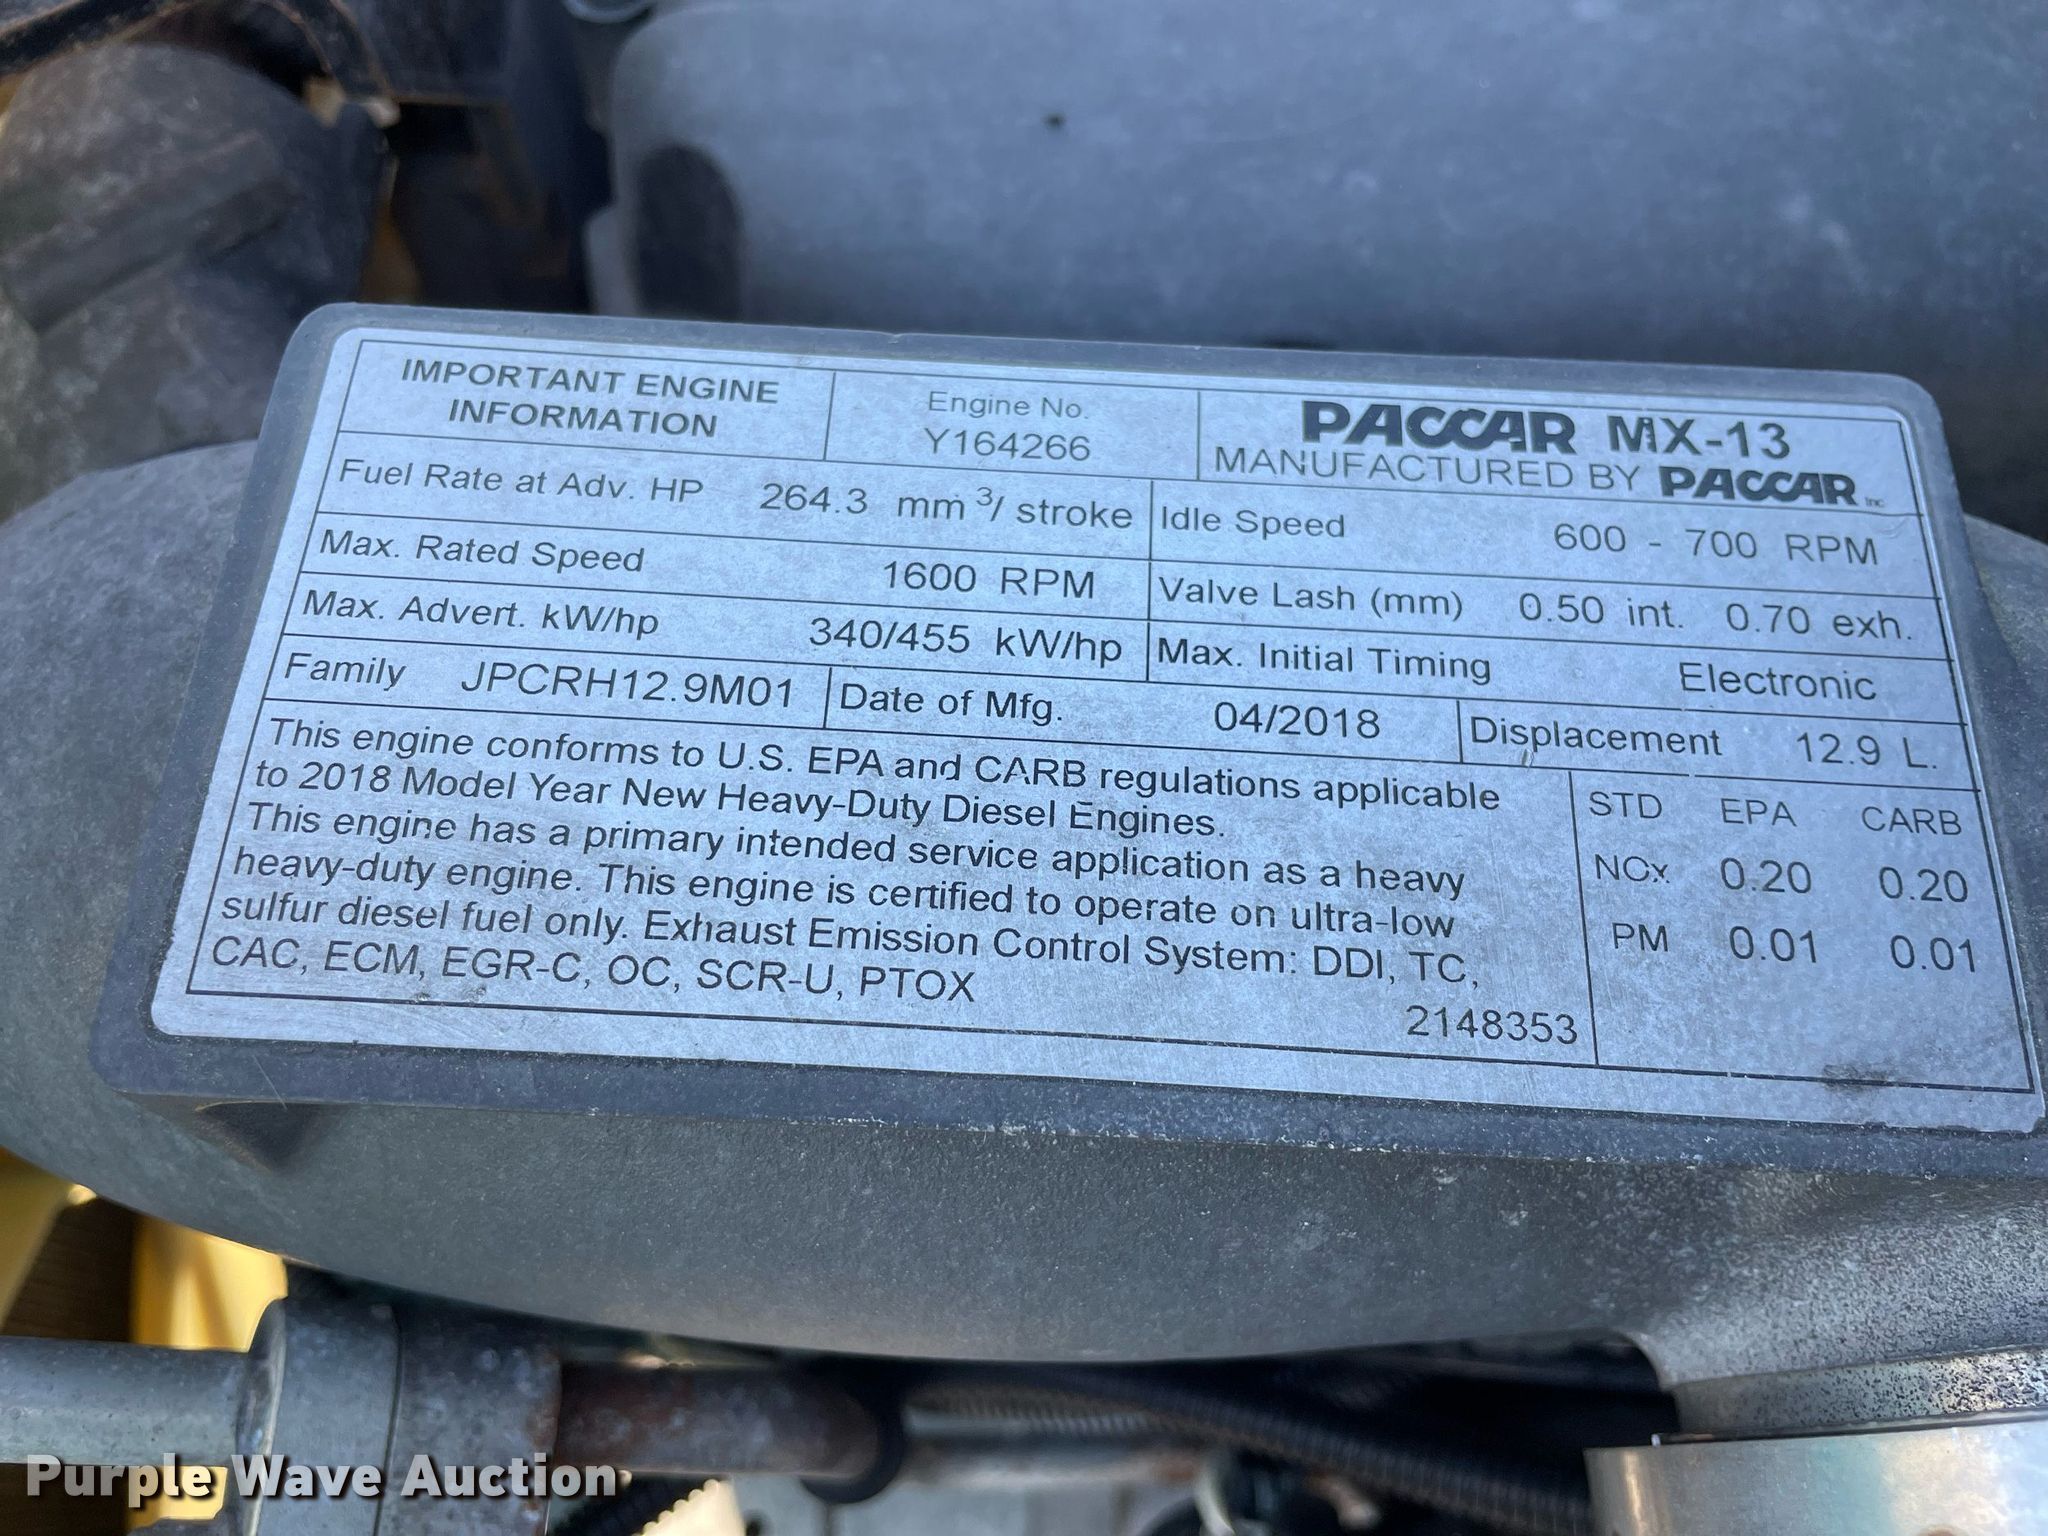 IMPORTANT ENGINE
INFORMATION
Engine No.
Y164266
PACCAR MX-13
MANUFACTURED BY PACCAR Inc
Fuel Rate at Adv. HP 264.3 mm 3/ stroke
Idle Speed 600 - 700 RPM
Max. Rated Speed 1600 RPM
Valve Lash (mm) 0.50 int. 0.70 exh.
Max. Advert. kW/hp 340/455 kW/hp
Max. Initial Timing Electronic
Family JPCRH12.9M01
Date of Mfg. 04/2018
Displacement 12.9 L.
This engine conforms to U.S. EPA and CARB regulations applicable
to 2018 Model Year New Heavy-Duty Diesel Engines.
This engine has a primary intended service application as a heavy
heavy-duty engine. This engine is certified to operate on ultra-low
sulfur diesel fuel only. Exhaust Emission Control System: DDI, TC,
CAC, ECM, EGR-C, OC, SCR-U, PTOX
2148353
STD EPA CARB
NOx 0.20 0.20
PM 0.01 0.01
Purple Wave Auction